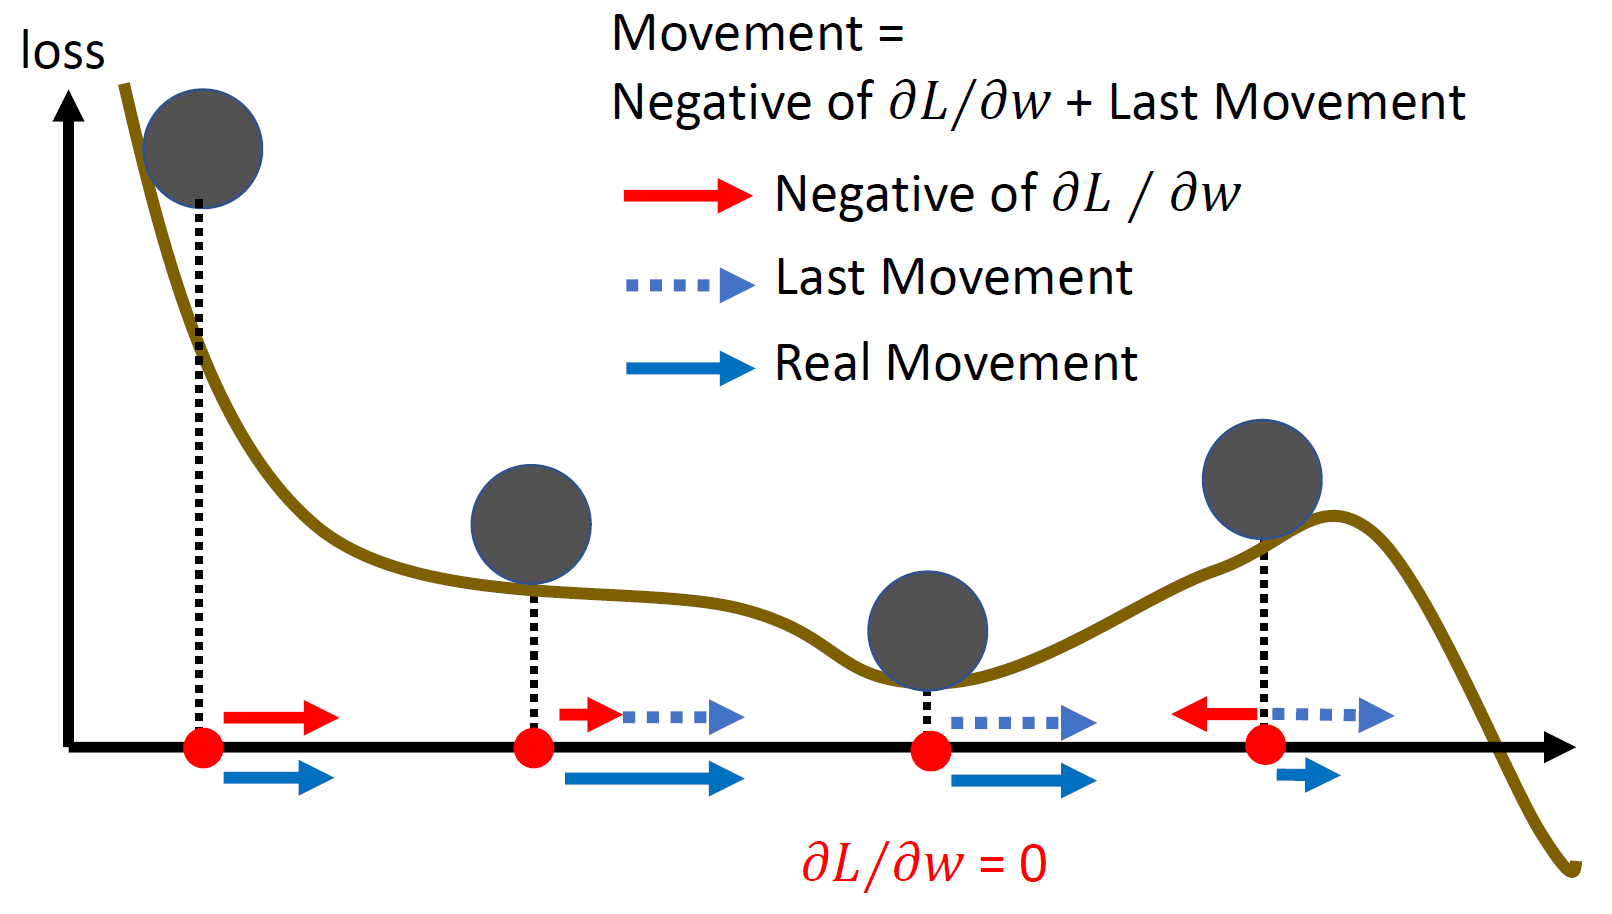 loss
Movement =
Negative of ∂L/∂w + Last Movement
Negative of ∂L / ∂w
Last Movement
Real Movement
∂L/∂w = 0